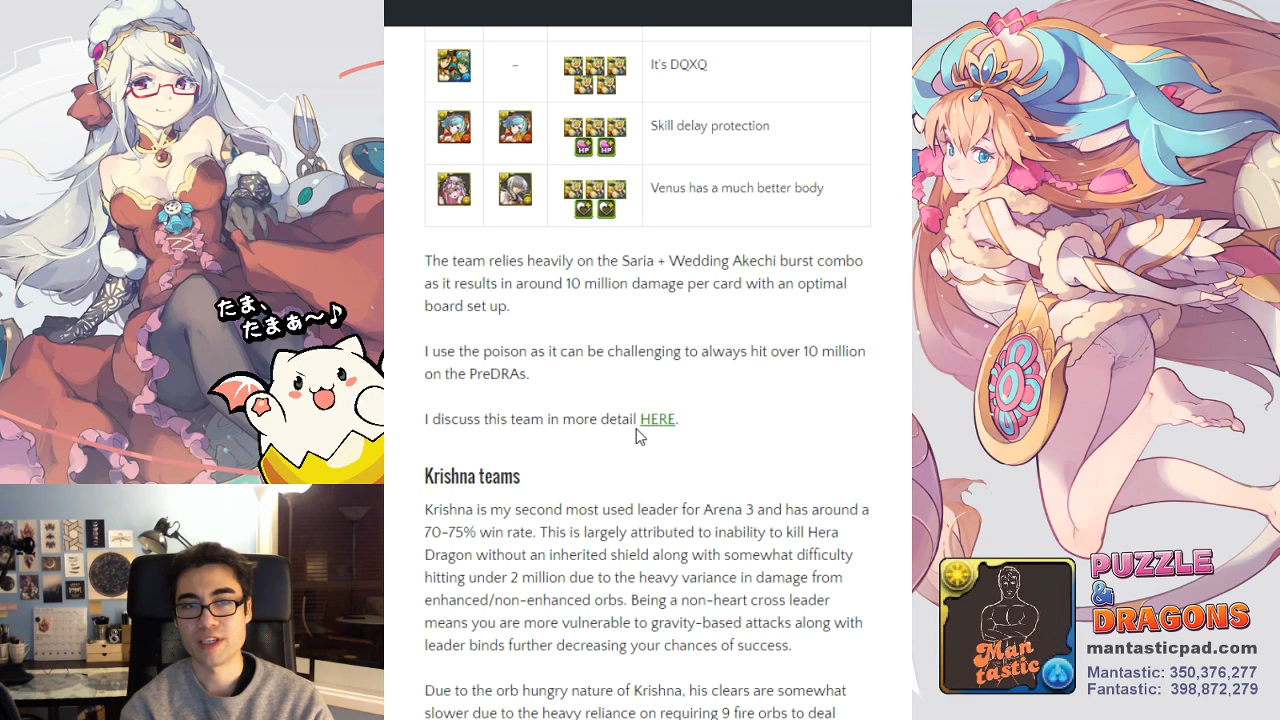 –
It's DQXQ
Skill delay protection
HP HP
Venus has a much better body
The team relies heavily on the Saria + Wedding Akechi burst combo
as it results in around 10 million damage per card with an optimal
board set up.
I use the poison as it can be challenging to always hit over 10 million
on the PreDRAs.
I discuss this team in more detail HERE.
Krishna teams
Krishna is my second most used leader for Arena 3 and has around a
70-75% win rate. This is largely attributed to inability to kill Hera
Dragon without an inherited shield along with somewhat difficulty
hitting under 2 million due to the heavy variance in damage from
enhanced/non-enhanced orbs. Being a non-heart cross leader
means you are more vulnerable to gravity-based attacks along with
leader binds further decreasing your chances of success.
Due to the orb hungry nature of Krishna, his clears are somewhat
slower due to the heavy reliance on requiring 9 fire orbs to deal
たま、
たまぁ〜♪
Man
tastic
PUZZLE
&
DRAGONS
mantasticpad.com
Mantastic: 350,376,277
Fantastic: 398,872,279